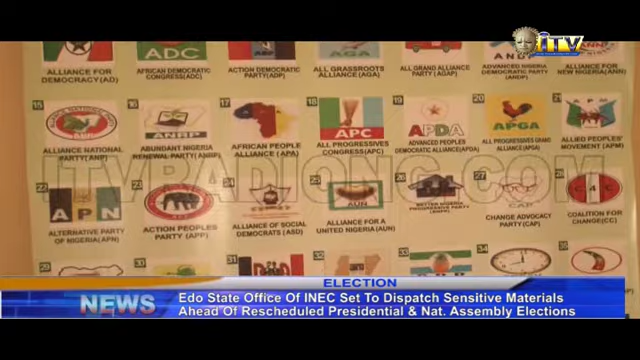 iTV
ADC
ANDP
ALLIANCE FOR
DEMOCRACY(AD)
AFRICAN DEMOCRATIC
CONGRESS(ADC)
ACTION DEMOCRATIC
PARTY(ADP)
ALL GRASSROOTS
ALLIANCE(AGA)
ALL GRAND ALLIANCE
PARTY(AGAP)
ADVANCED NIGERIA
DEMOCRATIC PARTY
(ANDP)
ALLIANCE FOR
NEW NIGERIA(ANN)
15 16 17 18 19 20 21
ANRP
APC
APDA
APGA
APM
ALLIANCE NATIONAL
PARTY(ANP)
ABUNDANT NIGERIA
RENEWAL PARTY(ANRP)
AFRICAN PEOPLE
ALLIANCE (APA)
ALL PROGRESSIVES
CONGRESS(APC)
ADVANCED PEOPLES
DEMOCRATIC ALLIANCE(APDA)
ALL PROGRESSIVES GRAND
ALLIANCE(APGA)
ALLIED PEOPLES'
MOVEMENT (APM)
ITVRADIONG.COM
22 23 24 25 26 27 28
APN
AUN
CAP
CAC
ALTERNATIVE PARTY
OF NIGERIA(APN)
ACTION PEOPLES
PARTY (APP)
ALLIANCE OF SOCIAL
DEMOCRATS (ASD)
ALLIANCE FOR A
UNITED NIGERIA(AUN)
BETTER NIGERIA
PROGRESSIVE PARTY
(BNPP)
CHANGE ADVOCACY
PARTY (CAP)
COALITION FOR
CHANGE(CC)
29 30 31 32 33 34 35
ELECTION
NEWS
Edo State Office Of INEC Set To Dispatch Sensitive Materials
Ahead Of Rescheduled Presidential & Nat. Assembly Elections